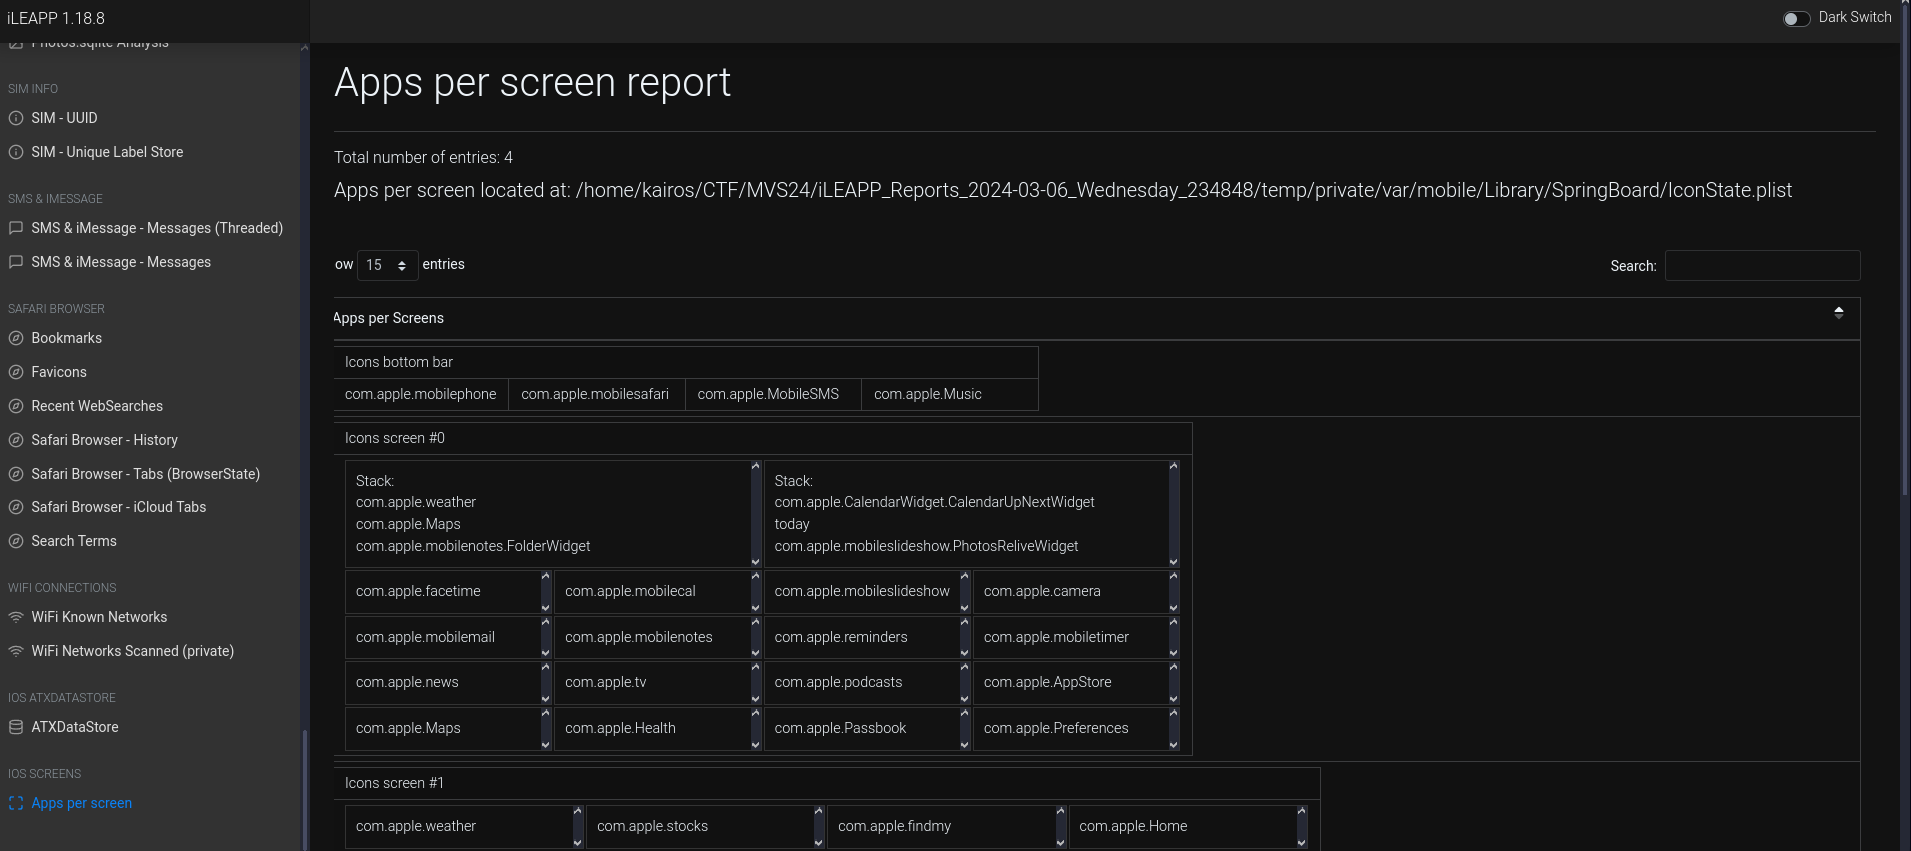 iLEAPP 1.18.8
Dark Switch
Photos.sqlite Analysis
SIM INFO
SIM - UUID
SIM - Unique Label Store
SMS & IMESSAGE
SMS & iMessage - Messages (Threaded)
SMS & iMessage - Messages
SAFARI BROWSER
Bookmarks
Favicons
Recent WebSearches
Safari Browser - History
Safari Browser - Tabs (BrowserState)
Safari Browser - iCloud Tabs
Search Terms
WIFI CONNECTIONS
WiFi Known Networks
WiFi Networks Scanned (private)
IOS ATXDATASTORE
ATXDataStore
IOS SCREENS
Apps per screen
Apps per screen report
Total number of entries: 4
Apps per screen located at: /home/kairos/CTF/MVS24/iLEAPP_Reports_2024-03-06_Wednesday_234848/temp/private/var/mobile/Library/SpringBoard/IconState.plist
ow 15 entries
Search:
Apps per Screens
Icons bottom bar
com.apple.mobilephone com.apple.mobilesafari com.apple.MobileSMS com.apple.Music
Icons screen #0
Stack:
com.apple.weather
com.apple.Maps
com.apple.mobilenotes.FolderWidget
Stack:
com.apple.CalendarWidget.CalendarUpNextWidget
today
com.apple.mobileslideshow.PhotosReliveWidget
com.apple.facetime com.apple.mobilecal com.apple.mobileslideshow com.apple.camera
com.apple.mobilemail com.apple.mobilenotes com.apple.reminders com.apple.mobiletimer
com.apple.news com.apple.tv com.apple.podcasts com.apple.AppStore
com.apple.Maps com.apple.Health com.apple.Passbook com.apple.Preferences
Icons screen #1
com.apple.weather com.apple.stocks com.apple.findmy com.apple.Home